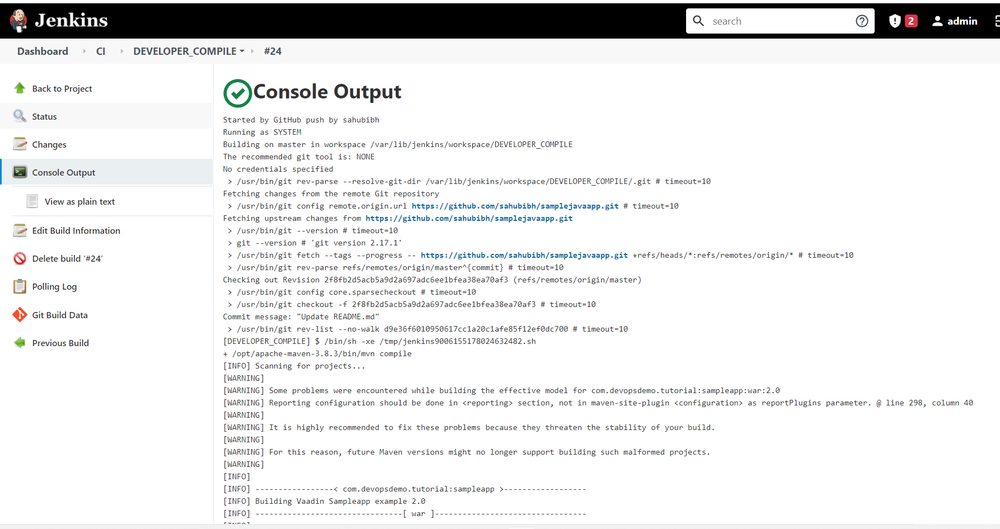 Jenkins
search
2
admin
Dashboard
CI
DEVELOPER_COMPILE
#24
Back to Project
Status
Changes
Console Output
View as plain text
Edit Build Information
Delete build ‘#24’
Polling Log
Git Build Data
Previous Build
Console Output
Started by GitHub push by sahubibh
Running as SYSTEM
Building on master in workspace /var/lib/jenkins/workspace/DEVELOPER_COMPILE
The recommended git tool is: NONE
No credentials specified
 > /usr/bin/git rev-parse --resolve-git-dir /var/lib/jenkins/workspace/DEVELOPER_COMPILE/.git # timeout=10
Fetching changes from the remote Git repository
 > /usr/bin/git config remote.origin.url https://github.com/sahubibh/samplejavaapp.git # timeout=10
Fetching upstream changes from https://github.com/sahubibh/samplejavaapp.git
 > /usr/bin/git --version # timeout=10
 > git --version # 'git version 2.17.1'
 > /usr/bin/git fetch --tags --progress -- https://github.com/sahubibh/samplejavaapp.git +refs/heads/*:refs/remotes/origin/* # timeout=10
 > /usr/bin/git rev-parse refs/remotes/origin/master^{commit} # timeout=10
Checking out Revision 2f8fb2d5acb5a9d2a697adc6ee1bfea38ea70af3 (refs/remotes/origin/master)
 > /usr/bin/git config core.sparsecheckout # timeout=10
 > /usr/bin/git checkout -f 2f8fb2d5acb5a9d2a697adc6ee1bfea38ea70af3 # timeout=10
Commit message: "Update README.md"
 > /usr/bin/git rev-list --no-walk d9e36f6010950617cc1a20c1afe85f12ef0dc700 # timeout=10
[DEVELOPER_COMPILE] $ /bin/sh -xe /tmp/jenkins9006155178024632482.sh
+ /opt/apache-maven-3.8.3/bin/mvn compile
[INFO] Scanning for projects...
[WARNING]
[WARNING] Some problems were encountered while building the effective model for com.devopsdemo.tutorial:sampleapp:war:2.0
[WARNING] Reporting configuration should be done in <reporting> section, not in maven-site-plugin <configuration> as reportPlugins parameter. @ line 298, column 40
[WARNING]
[WARNING] It is highly recommended to fix these problems because they threaten the stability of your build.
[WARNING]
[WARNING] For this reason, future Maven versions might no longer support building such malformed projects.
[WARNING]
[INFO]
[INFO] -----------------< com.devopsdemo.tutorial:sampleapp >------------------
[INFO] Building Vaadin Sampleapp example 2.0
[INFO] --------------------------------[ war ]---------------------------------